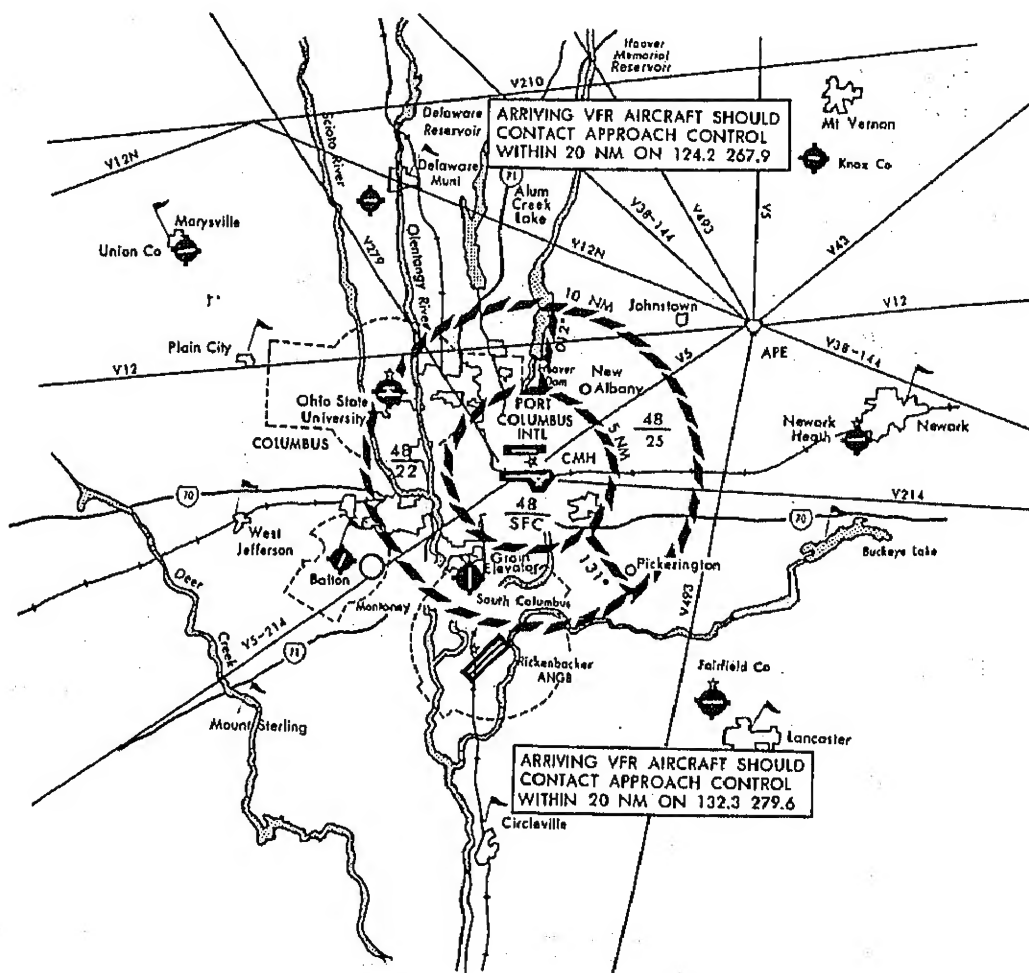 Hoover
Memorial
Reservoir
V210
ARRIVING VFR AIRCRAFT SHOULD
CONTACT APPROACH CONTROL
WITHIN 20 NM ON 124.2 267.9
Mt Vernon
Knox Co
Delaware
Reservoir
Delaware
Muni
Scioto River
V12N
71
Alum
Creek
Lake
V38-144
V493
V5
V43
Marysville
Union Co
V279
Olentangy River
V12N
10 NM
Johnstown
V12
APE
Plain City
V12
012°
V5
V38-144
Hoover
Dam
New
Albany
Ohio State
University
PORT
COLUMBUS
INTL
5 NM
48
25
Newark
Heath
Newark
COLUMBUS
48
22
CMH
V214
70
48
SFC
70
West
Jefferson
Bolton
Grain
Elevator
131°
Pickerington
Buckeye Lake
Deer
Creek
South Columbus
V493
V5-214
71
Rickenbacker
ANGB
Fairfield Co
Mount Sterling
Lancaster
ARRIVING VFR AIRCRAFT SHOULD
CONTACT APPROACH CONTROL
WITHIN 20 NM ON 132.3 279.6
Circleville